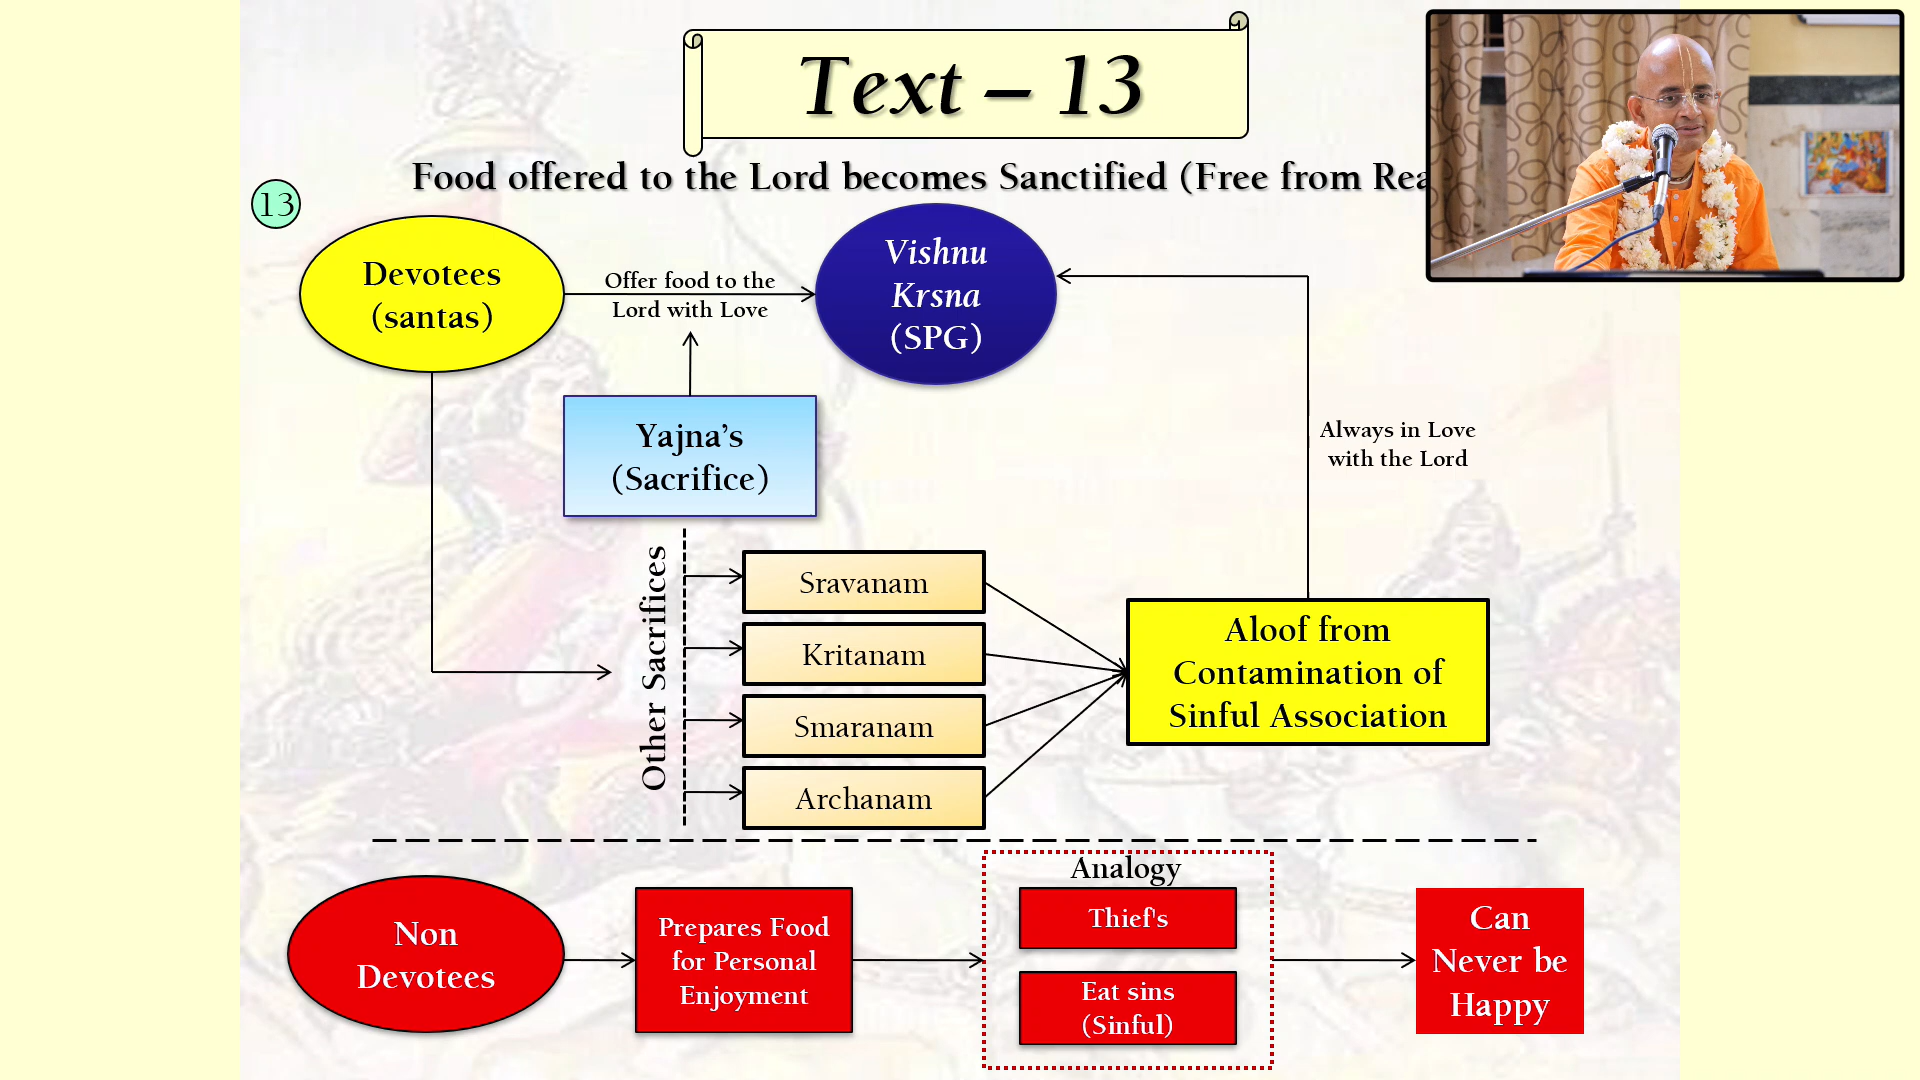 Text – 13
Food offered to the Lord becomes Sanctified (Free from
13
Devotees
(santas)
Offer food to the
Lord with Love
Vishnu
Krsna
(SPG)
Yajna’s
(Sacrifice)
Always in Love
with the Lord
Other Sacrifices
Sravanam
Kritanam
Smaranam
Archanam
Aloof from
Contamination of
Sinful Association
Non
Devotees
Prepares Food
for Personal
Enjoyment
Analogy
Thief's
Eat sins
(Sinful)
Can
Never be
Happy